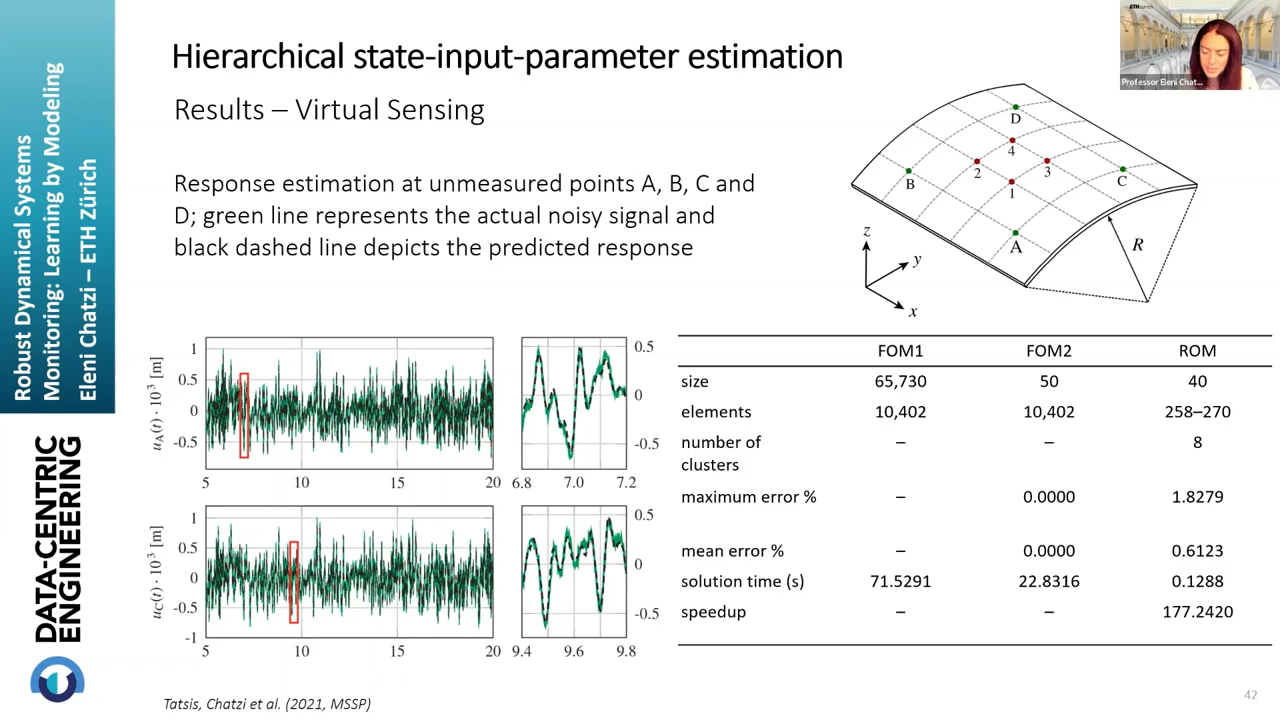 Robust Dynamical Systems
Monitoring: Learning by Modeling
Eleni Chatzi – ETH Zürich
DATA-CENTRIC
ENGINEERING
Hierarchical state-input-parameter estimation
Results – Virtual Sensing
Response estimation at unmeasured points A, B, C and
D; green line represents the actual noisy signal and
black dashed line depicts the predicted response
ETHzürich
Professor Eleni Chat...
D
4
2
3
B
C
1
A
R
z
y
x
u_A(t) · 10³ [m]
1
0.5
0
-0.5
5 10 15 20
0.5
0
-0.5
6.8 7.0 7.2
u_C(t) · 10³ [m]
1
0.5
0
-0.5
-1
5 10 15 20
0.5
0
-0.5
9.4 9.6 9.8
FOM1 FOM2 ROM
size 65,730 50 40
elements 10,402 10,402 258–270
number of
clusters – – 8
maximum error % – 0.0000 1.8279
mean error % – 0.0000 0.6123
solution time (s) 71.5291 22.8316 0.1288
speedup – – 177.2420
Tatsis, Chatzi et al. (2021, MSSP)
42